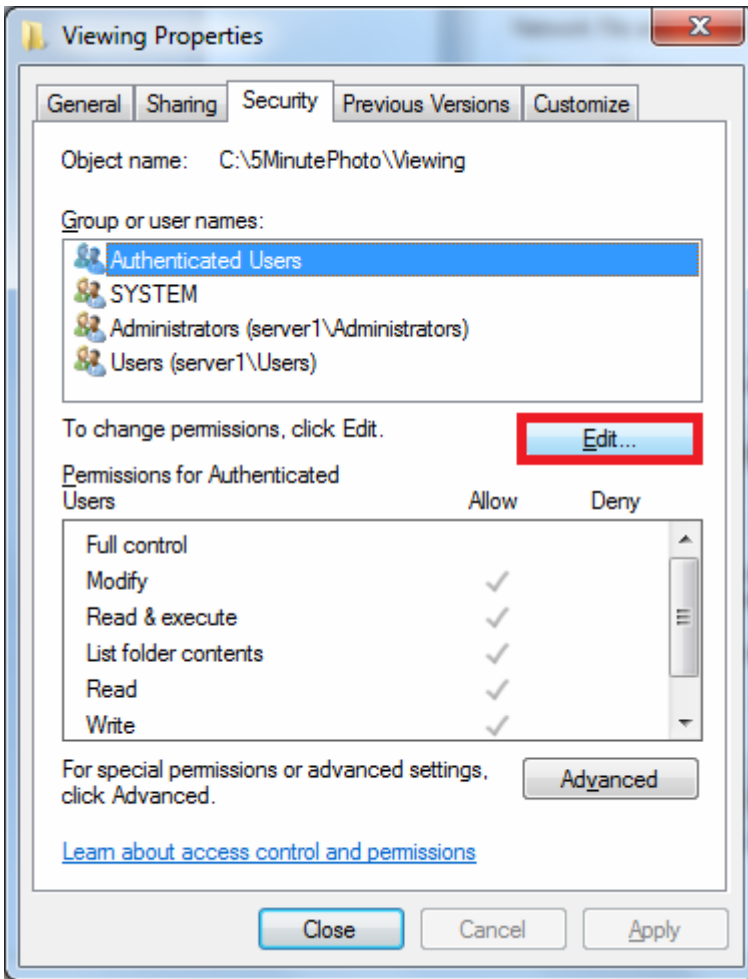 Viewing Properties
General Sharing Security Previous Versions Customize
Object name: C:\5MinutePhoto\Viewing
Group or user names:
Authenticated Users
SYSTEM
Administrators (server1\Administrators)
Users (server1\Users)
To change permissions, click Edit.
Edit...
Permissions for Authenticated
Users Allow Deny
Full control
Modify
Read & execute
List folder contents
Read
Write
For special permissions or advanced settings,
click Advanced.
Advanced
Learn about access control and permissions
Close Cancel Apply